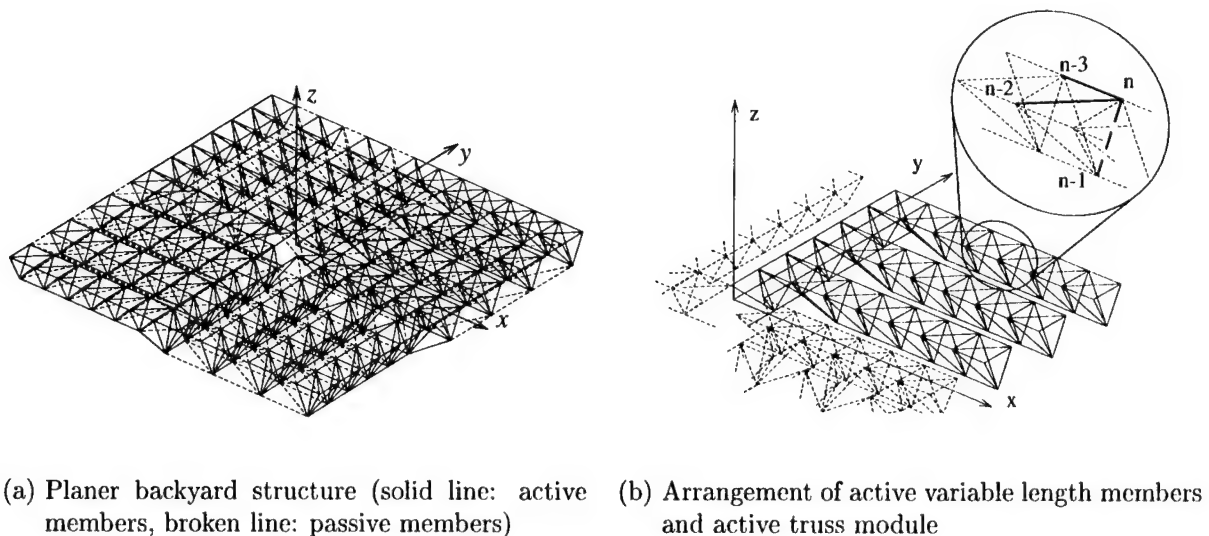 z
y
x
n-3
n
n-2
n-1
z
y
x
(a) Planer backyard structure (solid line: active
members, broken line: passive members)
(b) Arrangement of active variable length members
and active truss module